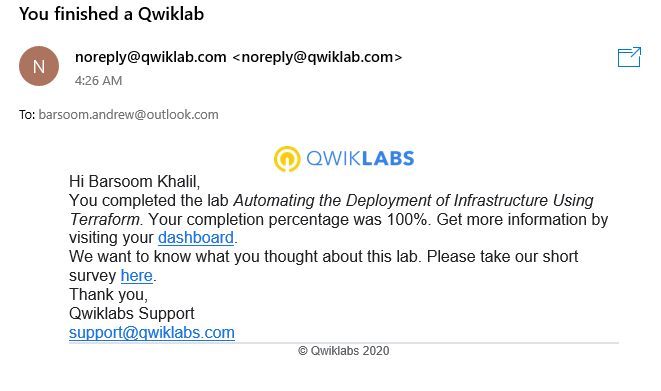 You finished a Qwiklab
N
noreply@qwiklab.com <noreply@qwiklab.com>
4:26 AM
To: barsoom.andrew@outlook.com
QWIKLABS
Hi Barsoom Khalil,
You completed the lab Automating the Deployment of Infrastructure Using
Terraform. Your completion percentage was 100%. Get more information by
visiting your dashboard.
We want to know what you thought about this lab. Please take our short
survey here.
Thank you,
Qwiklabs Support
support@qwiklabs.com
© Qwiklabs 2020